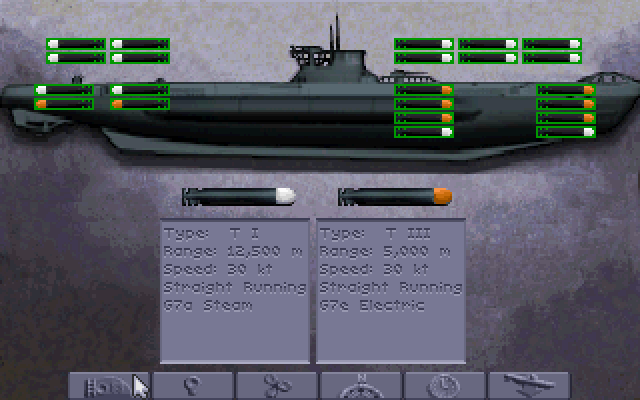 Type: T I
Range: 12,500 m
Speed: 30 kt
Straight Running
G7a Steam
Type: T III
Range: 5,000 m
Speed: 30 kt
Straight Running
G7e Electric
N